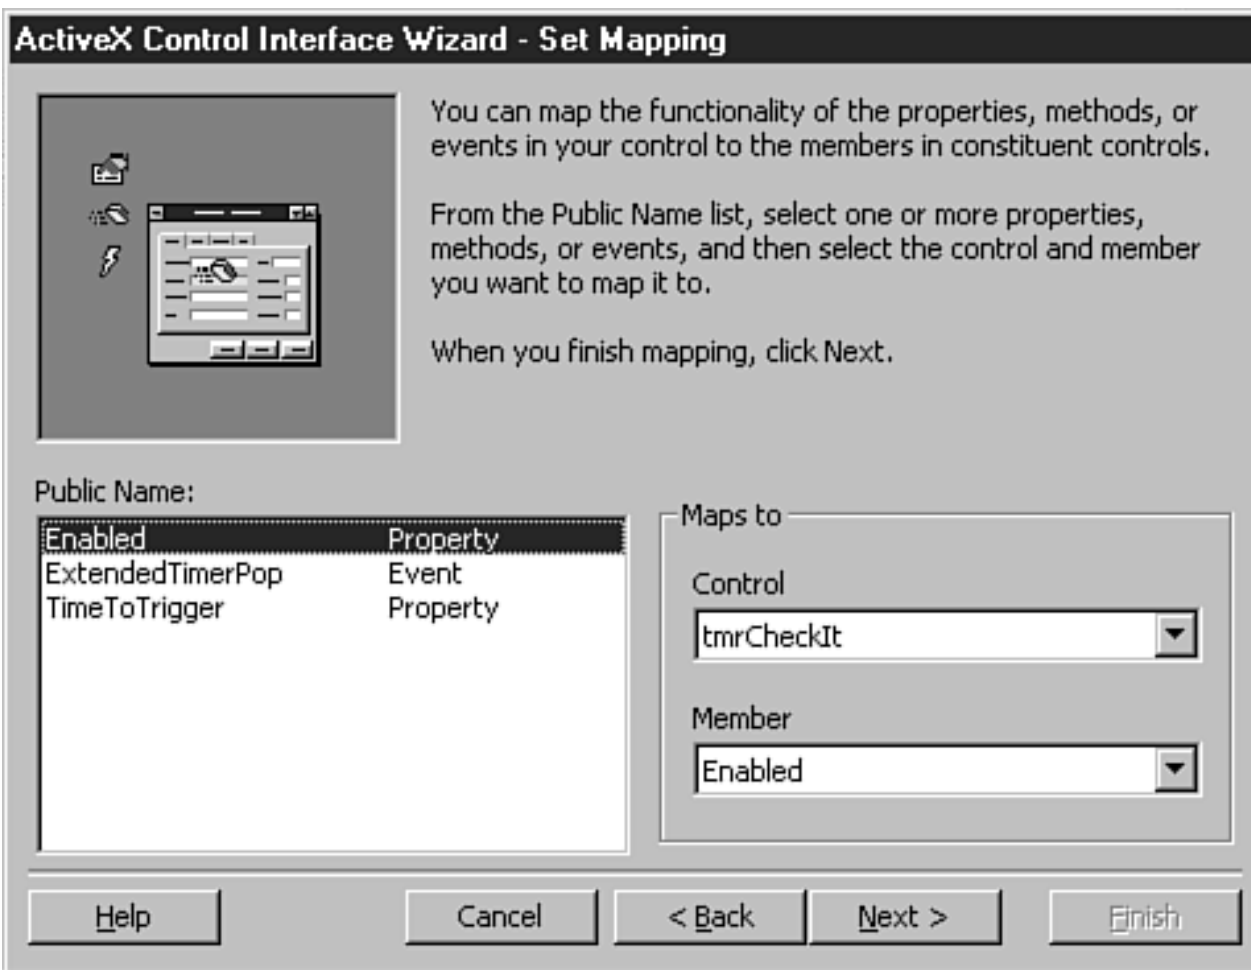 ActiveX Control Interface Wizard - Set Mapping
You can map the functionality of the properties, methods, or
events in your control to the members in constituent controls.
From the Public Name list, select one or more properties,
methods, or events, and then select the control and member
you want to map it to.
When you finish mapping, click Next.
Public Name:
Enabled Property
ExtendedTimerPop Event
TimeToTrigger Property
Maps to
Control
tmrCheckIt
Member
Enabled
Help
Cancel
< Back
Next >
Finish